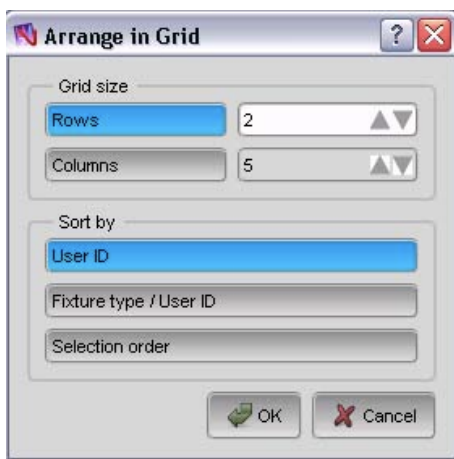 Arrange in Grid
Grid size
Rows 2
Columns 5
Sort by
User ID
Fixture type / User ID
Selection order
OK Cancel